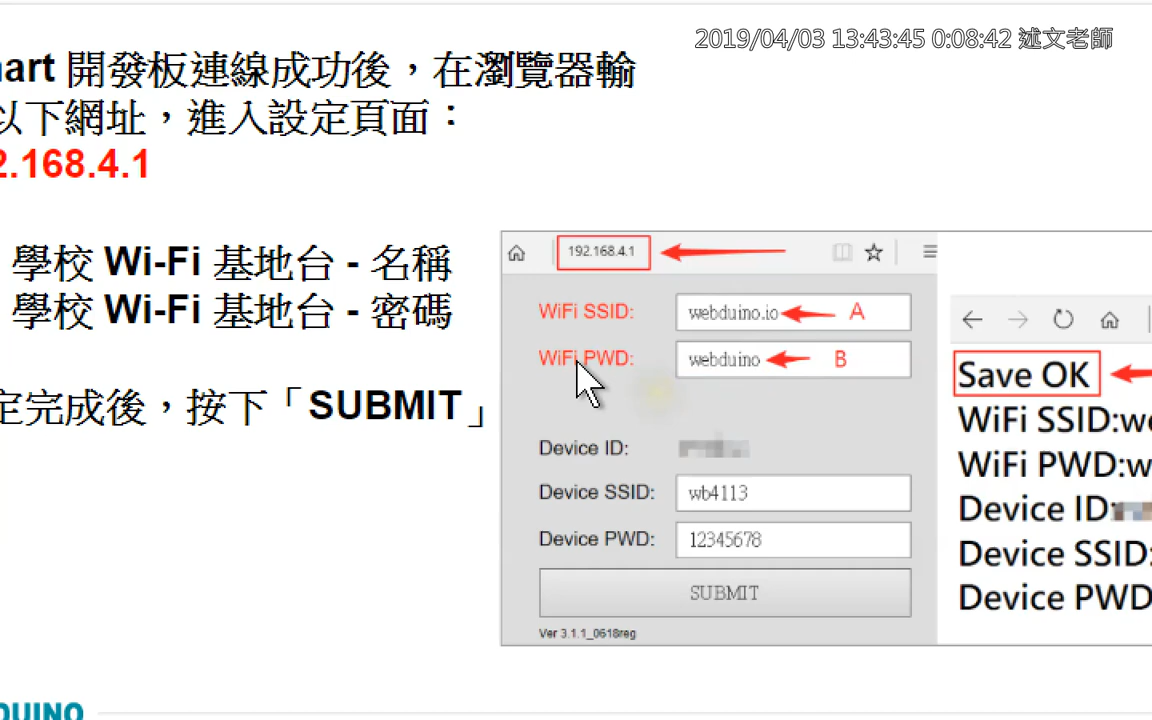 2019/04/03 13:43:45 0:08:42 述文老師
art 開發板連線成功後，在瀏覽器輸
以下網址，進入設定頁面：
2.168.4.1
學校 Wi-Fi 基地台 - 名稱
學校 Wi-Fi 基地台 - 密碼
定完成後，按下「SUBMIT」
192.168.4.1
WiFi SSID: webduino.io A
WiFi PWD: webduino B
Device ID:
Device SSID: wb4113
Device PWD: 12345678
SUBMIT
Ver 3.1.1_0618reg
Save OK
WiFi SSID:we
WiFi PWD:w
Device ID:
Device SSID:
Device PWD
DUINO